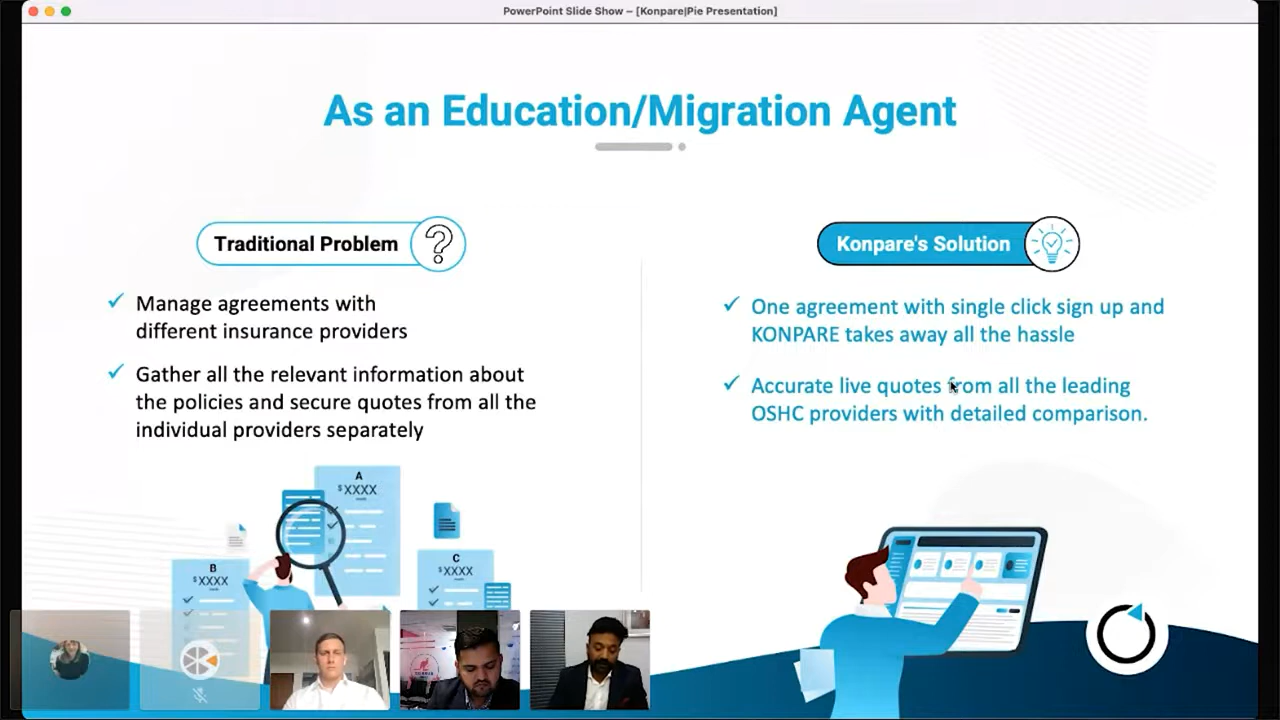 PowerPoint Slide Show – [Konpare|Pie Presentation]
As an Education/Migration Agent
Traditional Problem
Manage agreements with
different insurance providers
Gather all the relevant information about
the policies and secure quotes from all the
individual providers separately
Konpare's Solution
One agreement with single click sign up and
KONPARE takes away all the hassle
Accurate live quotes from all the leading
OSHC providers with detailed comparison.
A
$XXXX
B
$XXXX
C
$XXXX